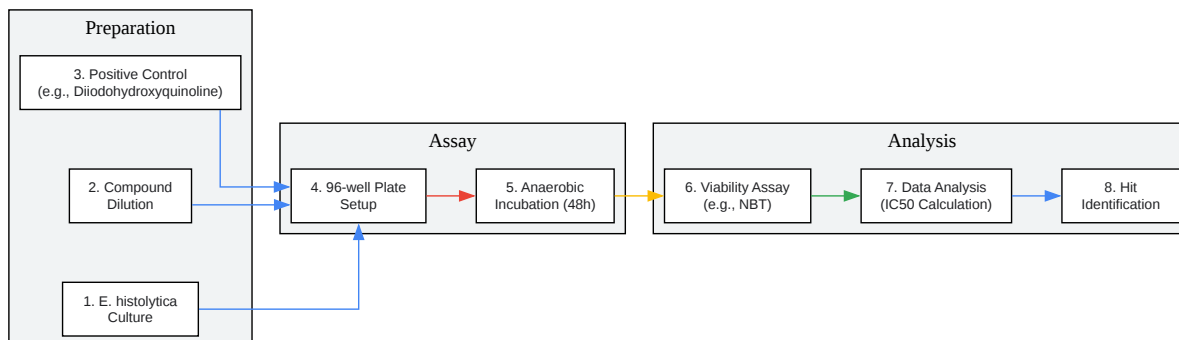 Preparation
3. Positive Control
(e.g., Diiodohydroxyquinoline)
2. Compound
Dilution
1. E. histolytica
Culture
Assay
4. 96-well Plate
Setup
5. Anaerobic
Incubation (48h)
Analysis
6. Viability Assay
(e.g., NBT)
7. Data Analysis
(IC50 Calculation)
8. Hit
Identification